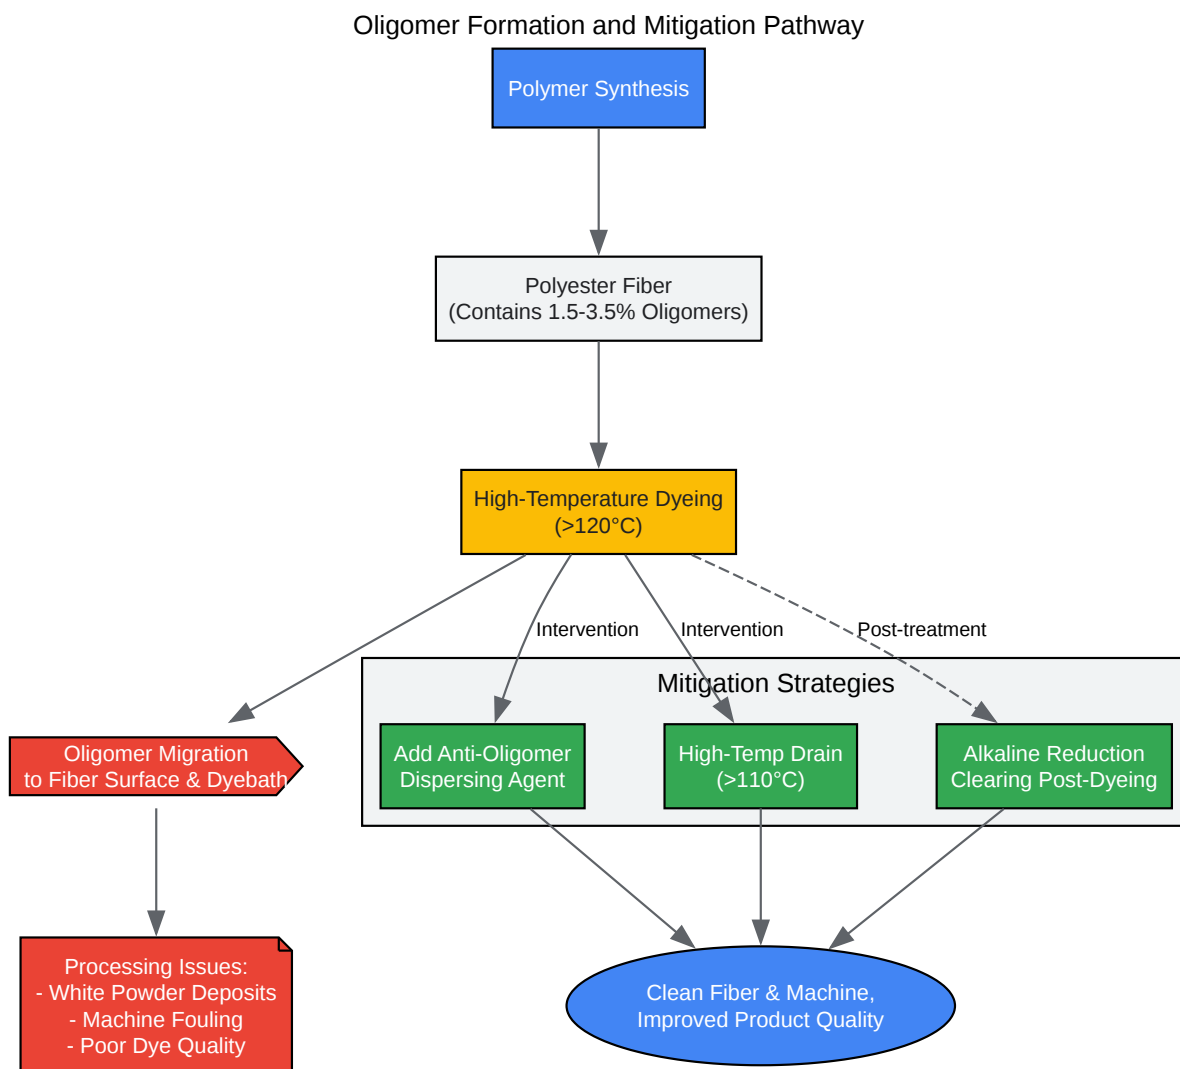 Oligomer Formation and Mitigation Pathway
Polymer Synthesis
Polyester Fiber
(Contains 1.5-3.5% Oligomers)
High-Temperature Dyeing
(>120°C)
Intervention
Intervention
Post-treatment
Mitigation Strategies
Oligomer Migration
to Fiber Surface & Dyebath
Add Anti-Oligomer
Dispersing Agent
High-Temp Drain
(>110°C)
Alkaline Reduction
Clearing Post-Dyeing
Processing Issues:
- White Powder Deposits
- Machine Fouling
- Poor Dye Quality
Clean Fiber & Machine,
Improved Product Quality